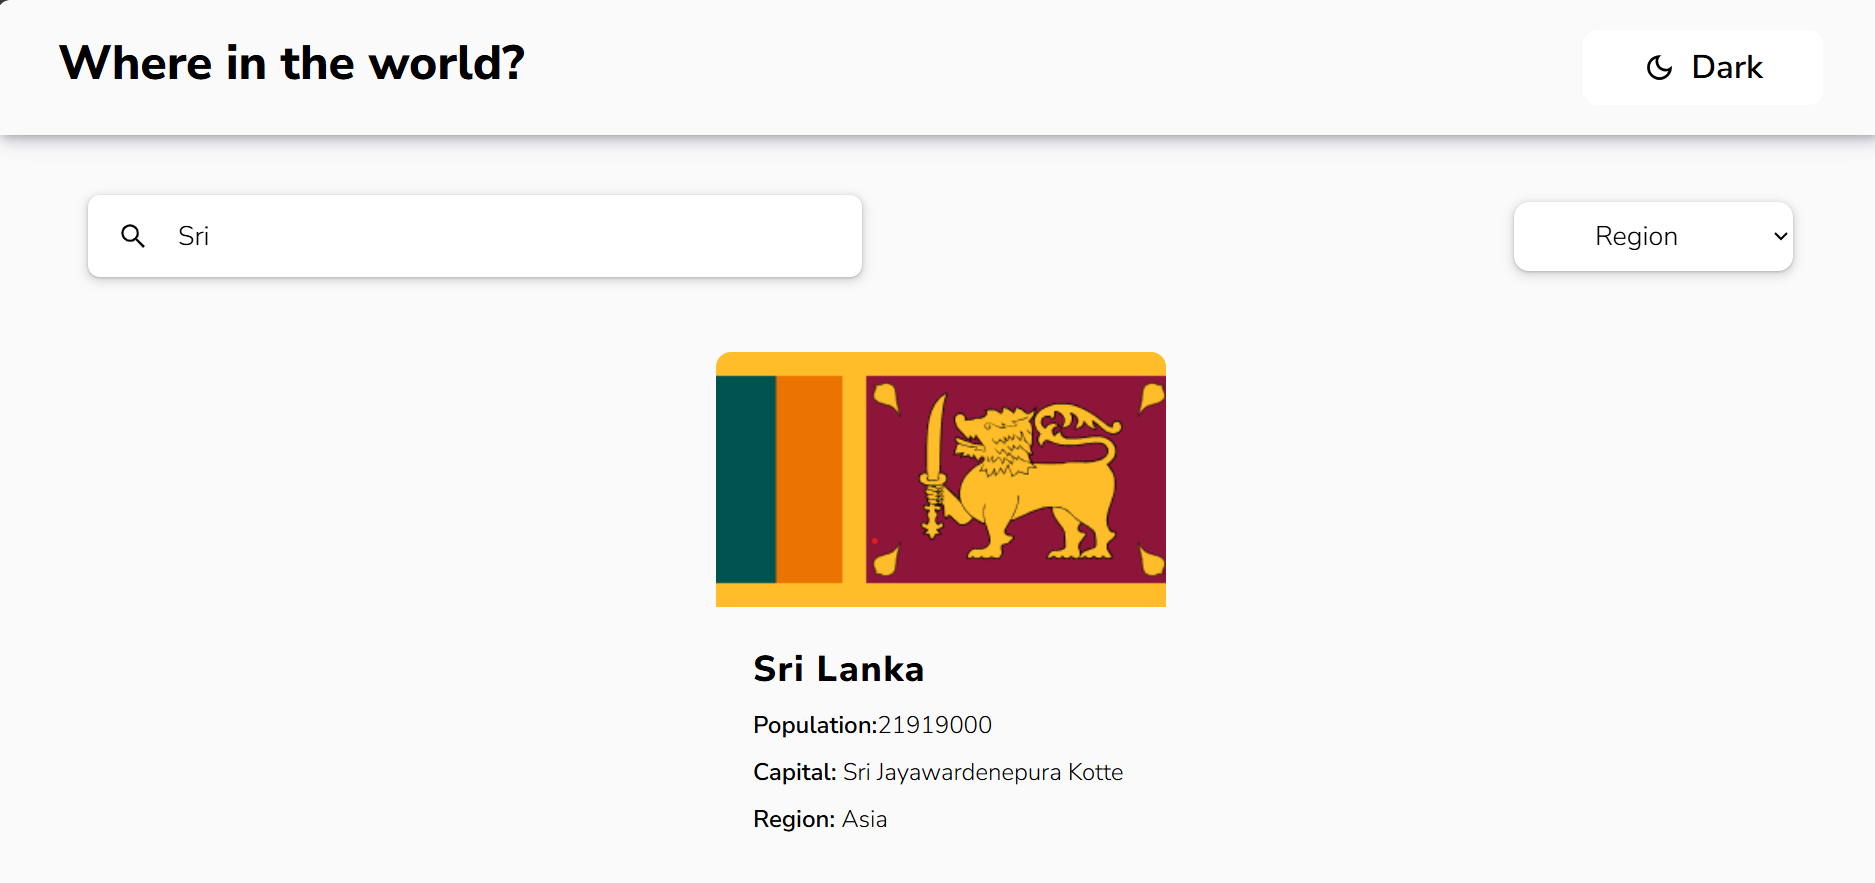 Where in the world?
Dark
Sri
Region
Sri Lanka
Population:21919000
Capital: Sri Jayawardenepura Kotte
Region: Asia